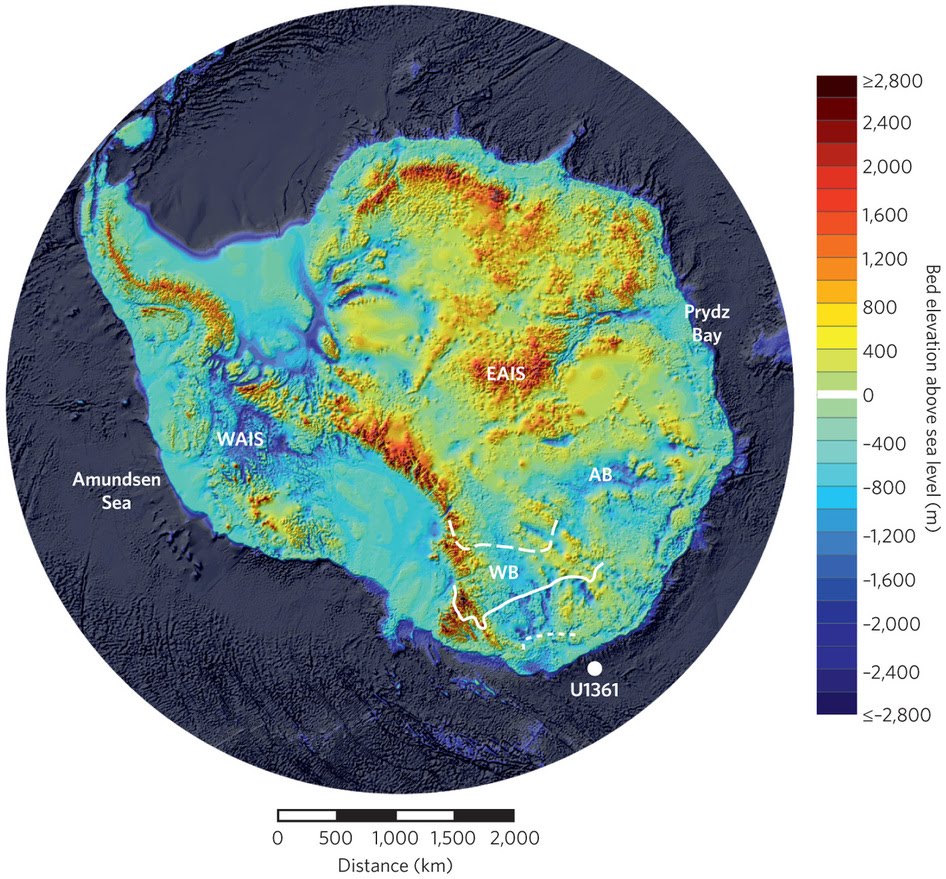 Prydz
Bay
EAIS
WAIS
AB
Amundsen
Sea
WB
U1361
≥2,800
2,400
2,000
1,600
1,200
800
400
0
–400
–800
–1,200
–1,600
–2,000
–2,400
≤–2,800
Bed elevation above sea level (m)
0 500 1,000 1,500 2,000
Distance (km)